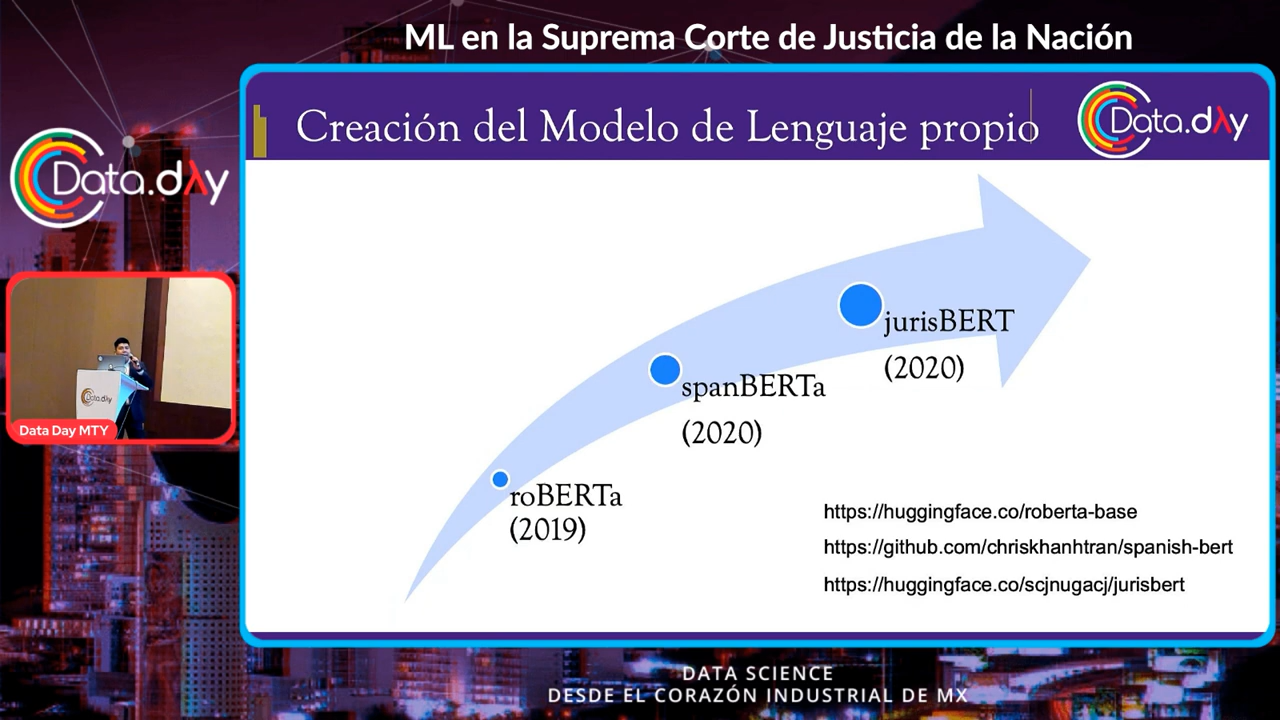 ML en la Suprema Corte de Justicia de la Nación
Creación del Modelo de Lenguaje propio
Data.dλy
Data.dλy
jurisBERT
(2020)
spanBERTa
(2020)
roBERTa
(2019)
Data.dλy
Data Day MTY
https://huggingface.co/roberta-base
https://github.com/chriskhanhtran/spanish-bert
https://huggingface.co/scjnugacj/jurisbert
DATA SCIENCE
DESDE EL CORAZÓN INDUSTRIAL DE MX